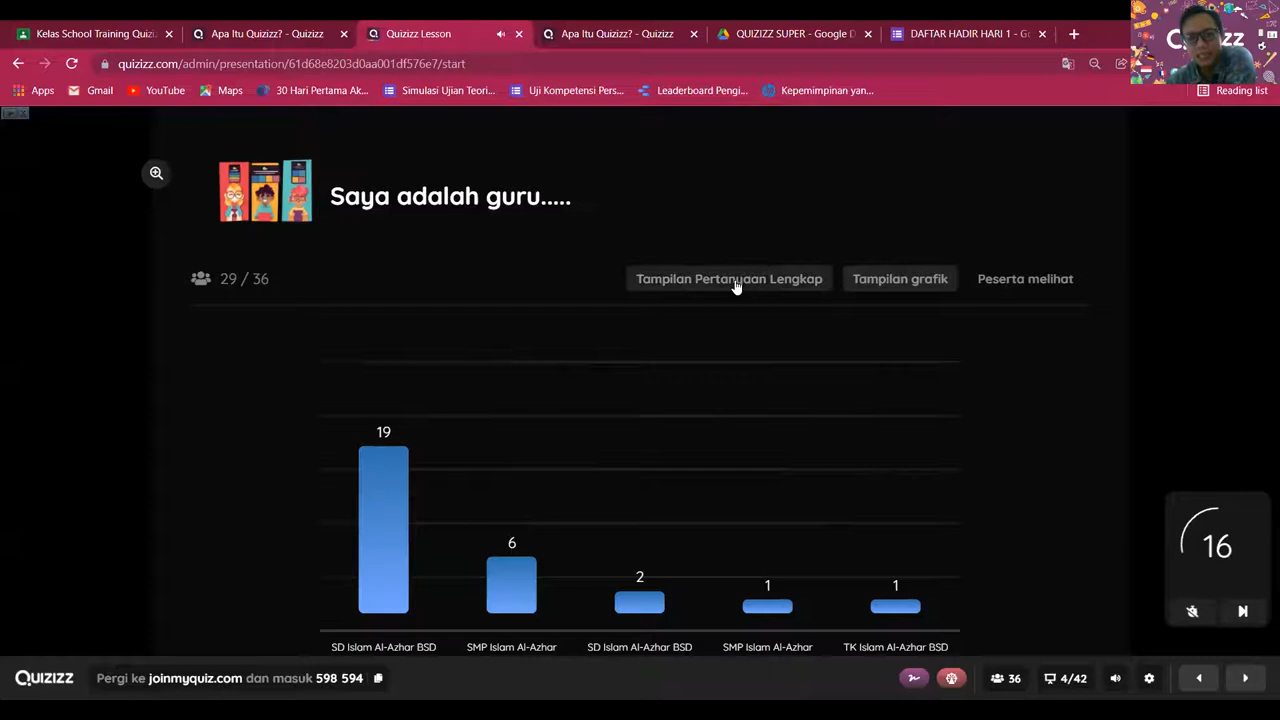 Kelas School Training Quiz
Apa Itu Quizizz? - Quizizz
Quizizz Lesson
Apa Itu Quizizz? - Quizizz
QUIZIZZ SUPER - Google D
DAFTAR HADIR HARI 1 - Go
quizizz.com/admin/presentation/61d68e8203d0aa001df576e7/start
Apps
Gmail
YouTube
Maps
30 Hari Pertama Ak...
Simulasi Ujian Teori...
Uji Kompetensi Pers...
Leaderboard Pengi...
Kepemimpinan yan...
Reading list
Saya adalah guru.....
29 / 36
Tampilan Pertanyaan Lengkap
Tampilan grafik
Peserta melihat
19
6
2
1
1
SD Islam Al-Azhar BSD
SMP Islam Al-Azhar
SD Islam Al-Azhar BSD
SMP Islam Al-Azhar
TK Islam Al-Azhar BSD
16
QUIZIZZ
Pergi ke joinmyquiz.com dan masuk 598 594
36
4/42